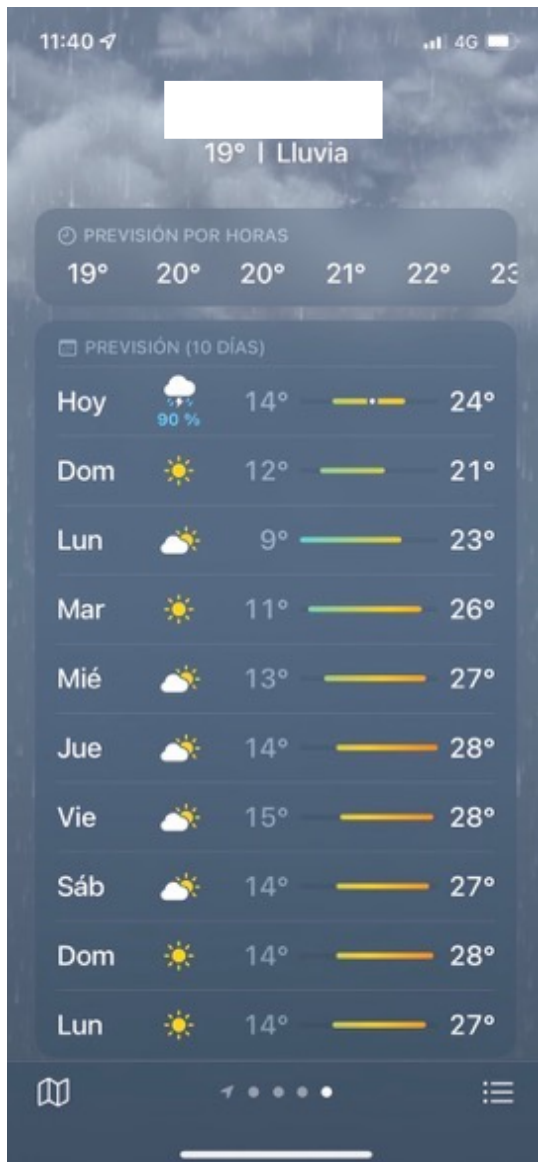 11:40 4G
19° | Lluvia
PREVISIÓN POR HORAS
19° 20° 20° 21° 22° 23
PREVISIÓN (10 DÍAS)
Hoy 90 % 14° 24°
Dom 12° 21°
Lun 9° 23°
Mar 11° 26°
Mié 13° 27°
Jue 14° 28°
Vie 15° 28°
Sáb 14° 27°
Dom 14° 28°
Lun 14° 27°